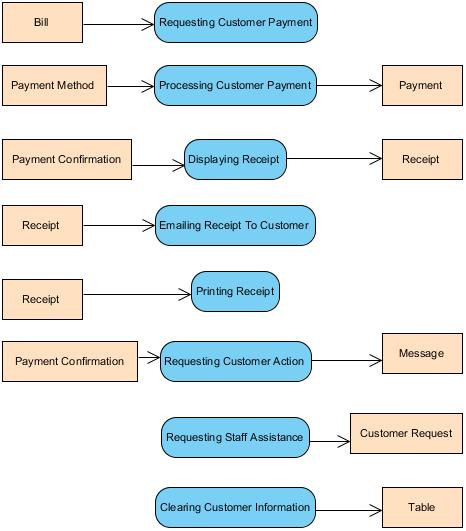 Bill
Requesting Customer Payment
Payment Method
Processing Customer Payment
Payment
Payment Confirmation
Displaying Receipt
Receipt
Receipt
Emailing Receipt To Customer
Receipt
Printing Receipt
Payment Confirmation
Requesting Customer Action
Message
Requesting Staff Assistance
Customer Request
Clearing Customer Information
Table